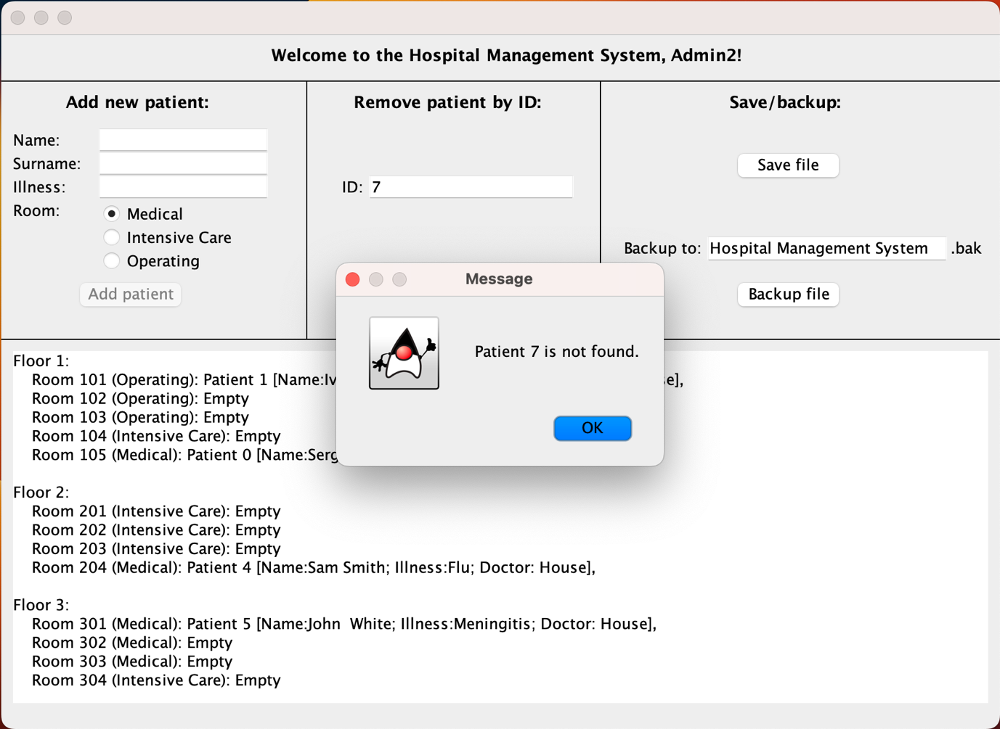 Welcome to the Hospital Management System, Admin2!
Add new patient:
Name:
Surname:
Illness:
Room:
Medical
Intensive Care
Operating
Add patient
Remove patient by ID:
ID: 7
Save/backup:
Save file
Backup to: Hospital Management System .bak
Backup file
Message
Patient 7 is not found.
OK
Floor 1:
Room 101 (Operating): Patient 1 [Name:Iv e],
Room 102 (Operating): Empty
Room 103 (Operating): Empty
Room 104 (Intensive Care): Empty
Room 105 (Medical): Patient 0 [Name:Serg
Floor 2:
Room 201 (Intensive Care): Empty
Room 202 (Intensive Care): Empty
Room 203 (Intensive Care): Empty
Room 204 (Medical): Patient 4 [Name:Sam Smith; Illness:Flu; Doctor: House],
Floor 3:
Room 301 (Medical): Patient 5 [Name:John  White; Illness:Meningitis; Doctor: House],
Room 302 (Medical): Empty
Room 303 (Medical): Empty
Room 304 (Intensive Care): Empty